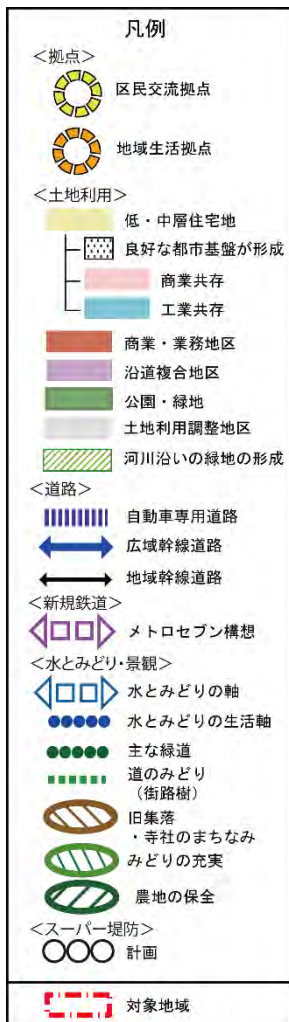 凡例
<拠点>
区民交流拠点
地域生活拠点
<土地利用>
低・中層住宅地
良好な都市基盤が形成
商業共存
工業共存
商業・業務地区
沿道複合地区
公園・緑地
土地利用調整地区
河川沿いの緑地の形成
<道路>
自動車専用道路
広域幹線道路
地域幹線道路
<新規鉄道>
メトロセブン構想
<水とみどり・景観>
水とみどりの軸
水とみどりの生活軸
主な緑道
道のみどり
(街路樹)
旧集落
・寺社のまちなみ
みどりの充実
農地の保全
<スーパー堤防>
計画
対象地域